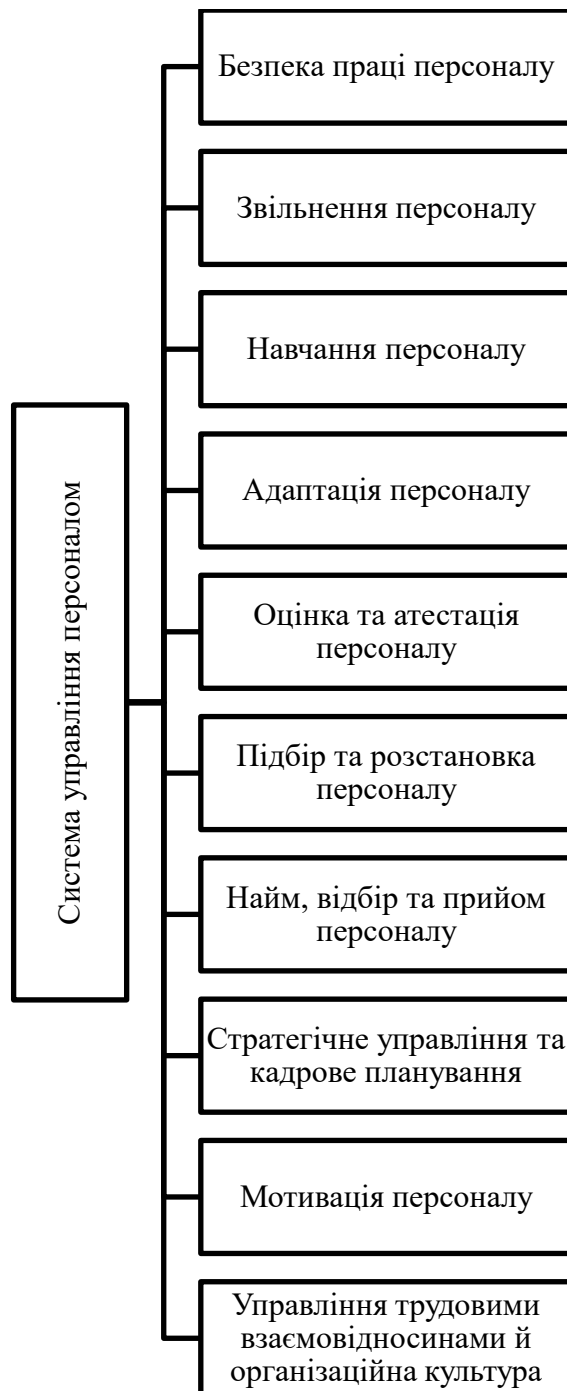 Система управління персоналом
Безпека праці персоналу
Звільнення персоналу
Навчання персоналу
Адаптація персоналу
Оцінка та атестація
персоналу
Підбір та розстановка
персоналу
Найм, відбір та прийом
персоналу
Стратегічне управління та
кадрове планування
Мотивація персоналу
Управління трудовими
взаємовідносинами й
організаційна культура